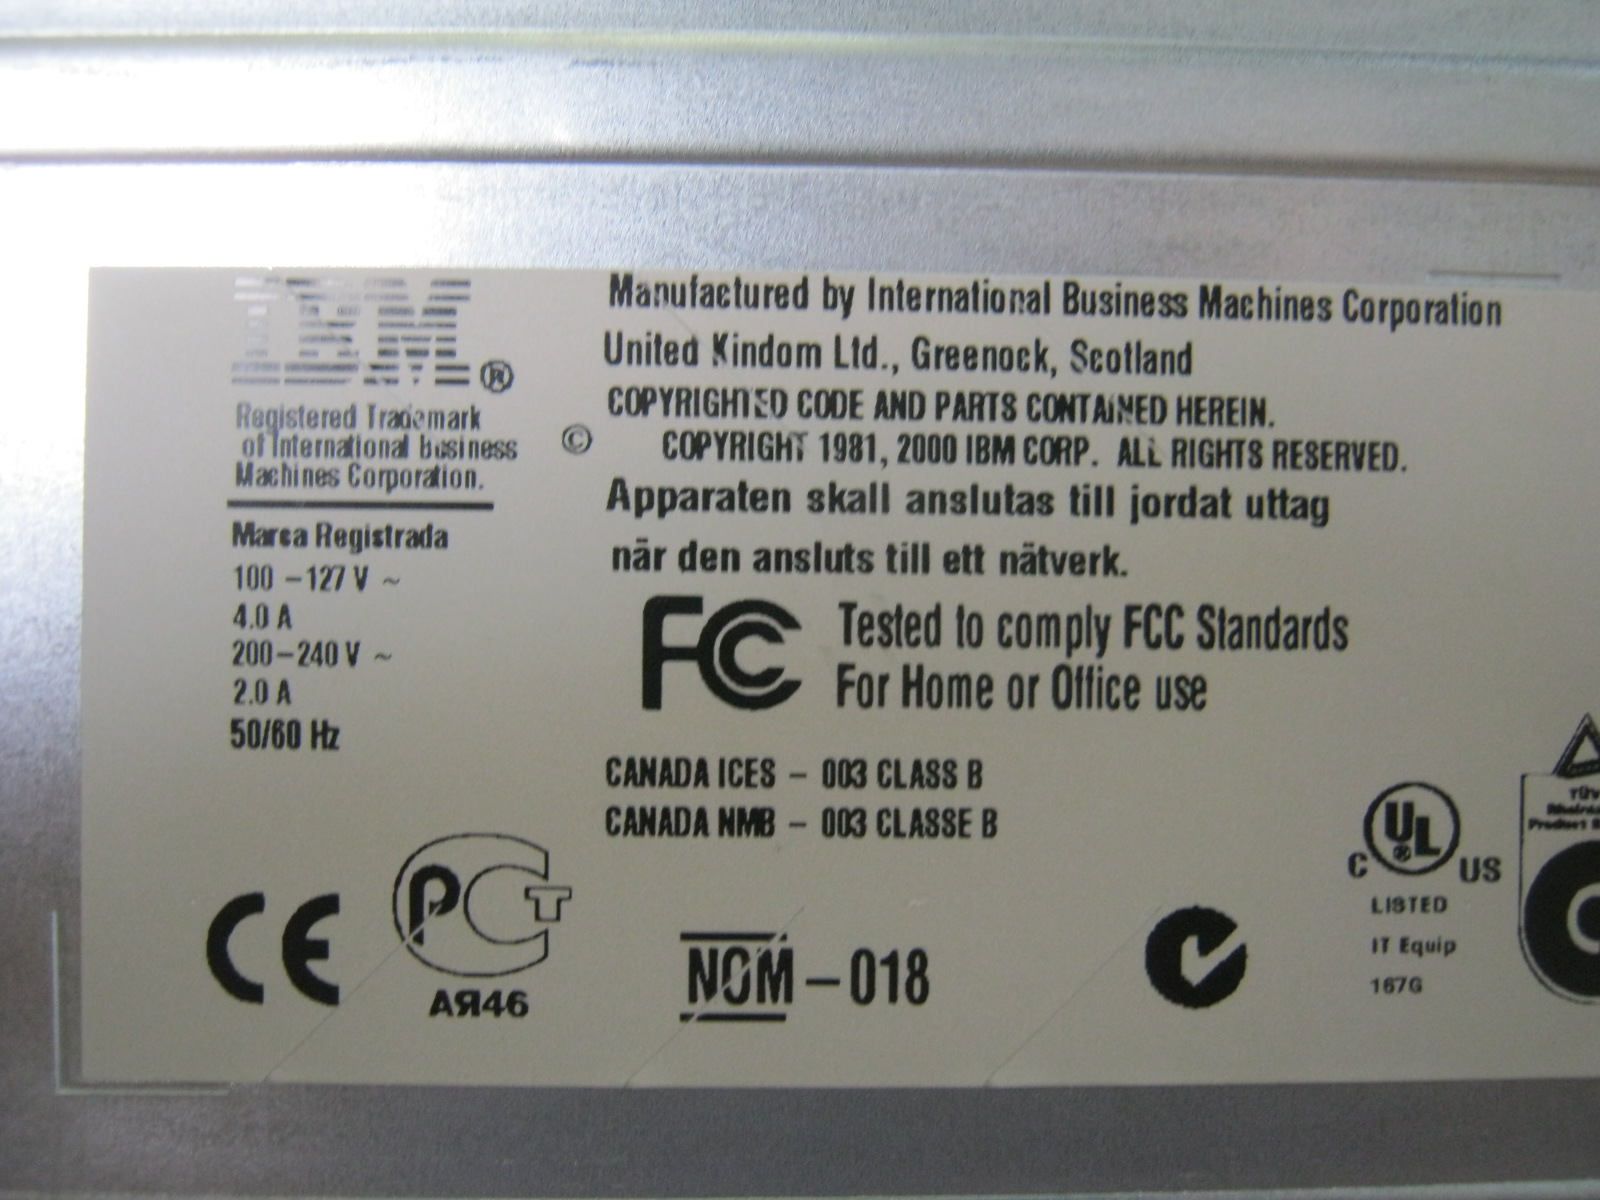 IBM®
Registered Trademark
of International Business
Machines Corporation.
Marca Registrada
100 –127 V ~
4.0 A
200–240 V ~
2.0 A
50/60 Hz
Manufactured by International Business Machines Corporation
United Kindom Ltd., Greenock, Scotland
COPYRIGHTED CODE AND PARTS CONTAINED HEREIN.
© COPYRIGHT 1981, 2000 IBM CORP. ALL RIGHTS RESERVED.
Apparaten skall anslutas till jordat uttag
när den ansluts till ett nätverk.
FC Tested to comply FCC Standards
For Home or Office use
CANADA ICES – 003 CLASS B
CANADA NMB – 003 CLASSE B
CE
PCT
AЯ46
NOM–018
C UL® US
LISTED
IT Equip
167G
TÜV
Product